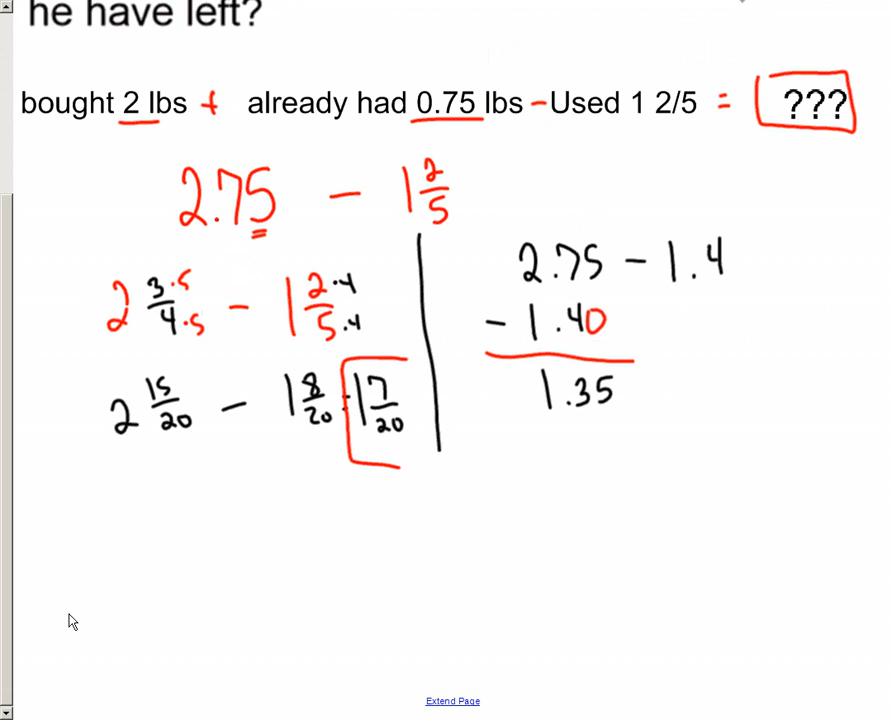 he have left?
bought 2 lbs + already had 0.75 lbs - Used 1 2/5 = ???
2.75 - 1 2/5
2 3·5/4·5 - 1 2·4/5·4
2 15/20 - 1 8/20 = 1 7/20
2.75 - 1.4
- 1.40
1.35
Extend Page